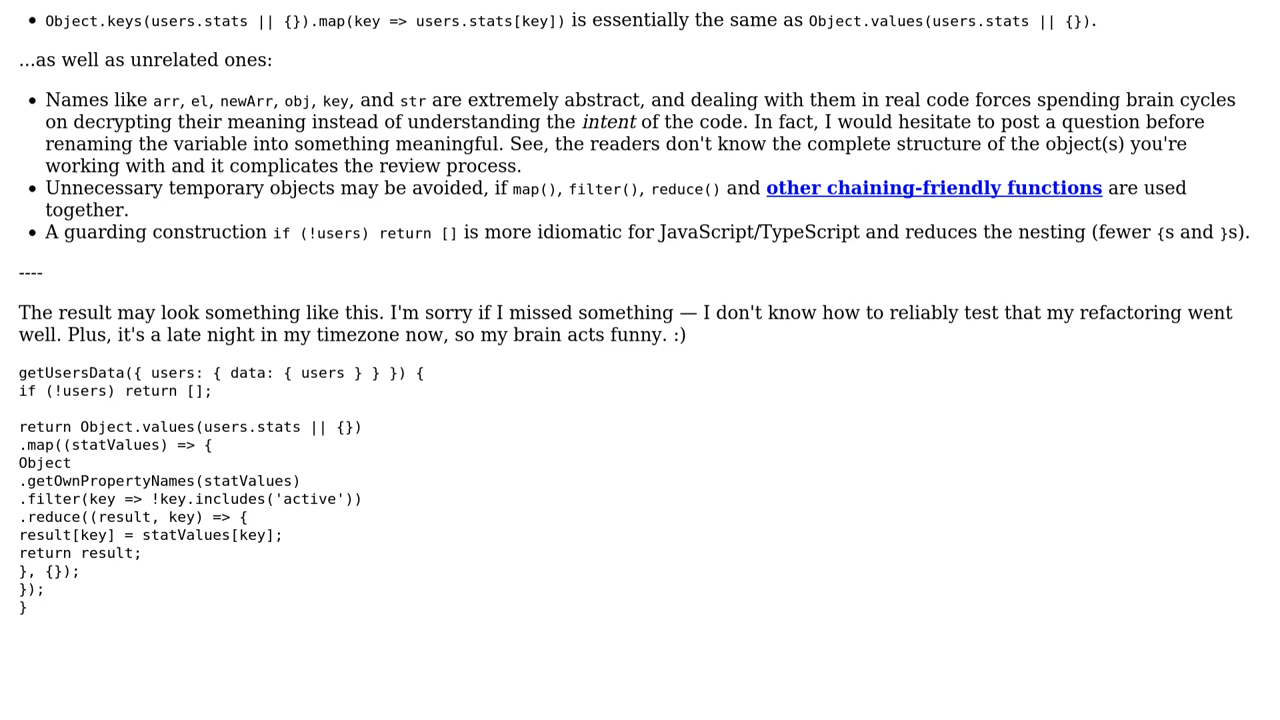 • Object.keys(users.stats || {}).map(key => users.stats[key]) is essentially the same as Object.values(users.stats || {}).
...as well as unrelated ones:
• Names like arr, el, newArr, obj, key, and str are extremely abstract, and dealing with them in real code forces spending brain cycles
on decrypting their meaning instead of understanding the intent of the code. In fact, I would hesitate to post a question before
renaming the variable into something meaningful. See, the readers don't know the complete structure of the object(s) you're
working with and it complicates the review process.
• Unnecessary temporary objects may be avoided, if map(), filter(), reduce() and other chaining-friendly functions are used
together.
• A guarding construction if (!users) return [] is more idiomatic for JavaScript/TypeScript and reduces the nesting (fewer {s and }s).
----
The result may look something like this. I'm sorry if I missed something — I don't know how to reliably test that my refactoring went
well. Plus, it's a late night in my timezone now, so my brain acts funny. :)
getUsersData({ users: { data: { users } } }) {
if (!users) return [];
return Object.values(users.stats || {})
.map((statValues) => {
Object
.getOwnPropertyNames(statValues)
.filter(key => !key.includes('active'))
.reduce((result, key) => {
result[key] = statValues[key];
return result;
}, {});
});
}